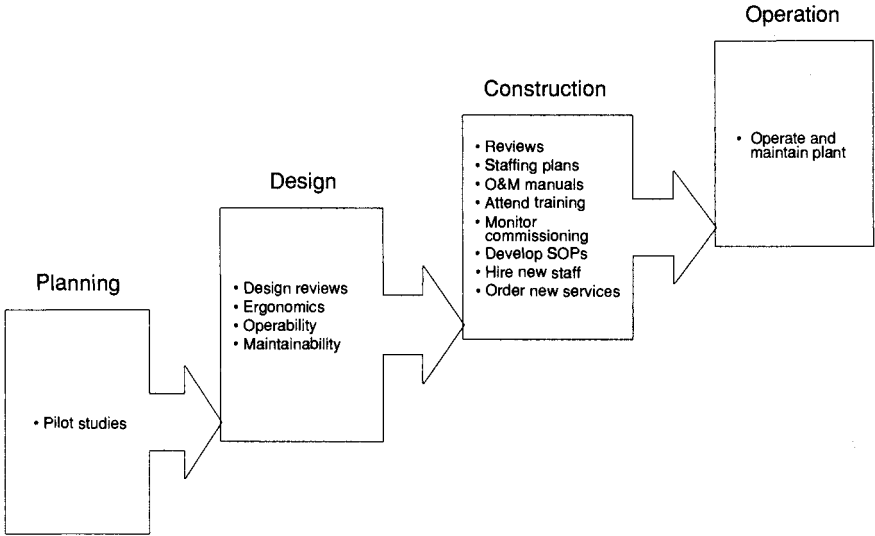 Planning
• Pilot studies
Design
• Design reviews
• Ergonomics
• Operability
• Maintainability
Construction
• Reviews
• Staffing plans
• O&M manuals
• Attend training
• Monitor
commissioning
• Develop SOPs
• Hire new staff
• Order new services
Operation
• Operate and
maintain plant